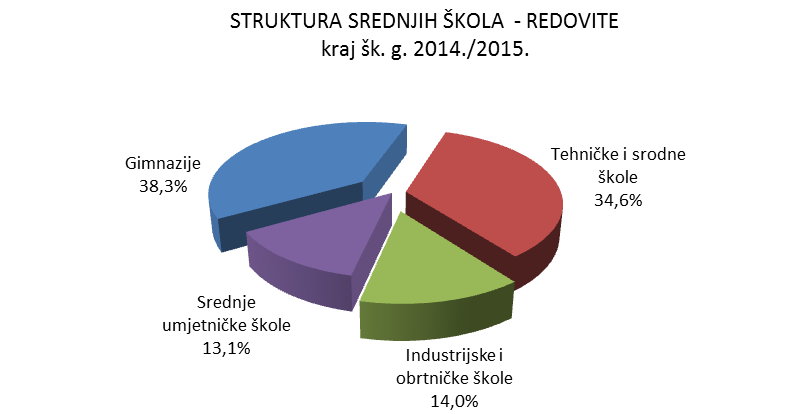 STRUKTURA SREDNJIH ŠKOLA - REDOVITE
kraj šk. g. 2014./2015.
Gimnazije
38,3%
Tehničke i srodne
škole
34,6%
Srednje
umjetničke škole
13,1%
Industrijske i
obrtničke škole
14,0%